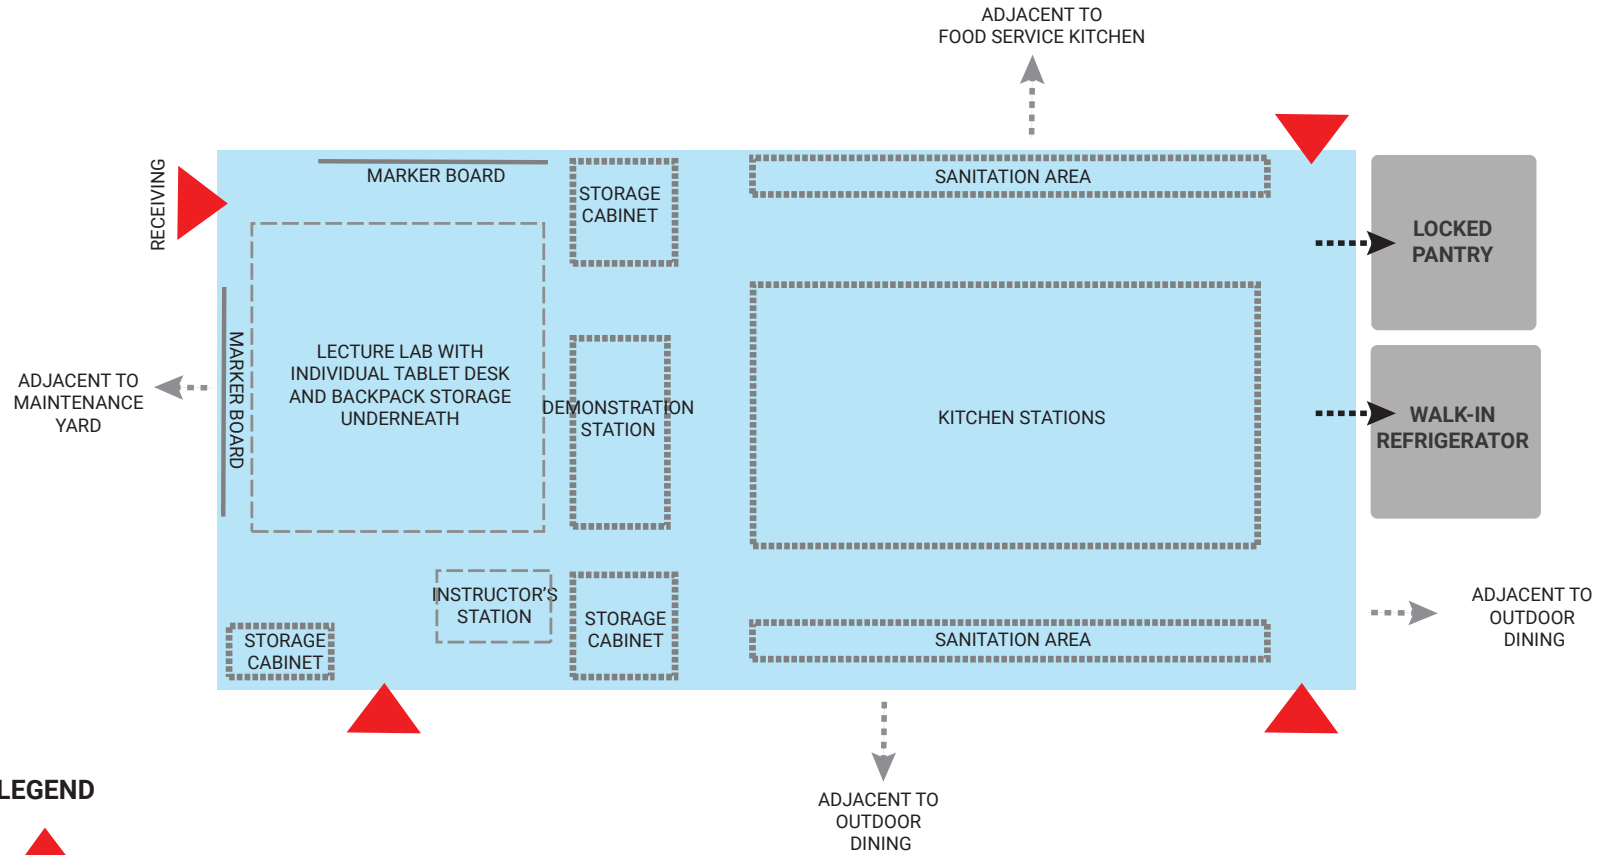 ADJACENT TO
FOOD SERVICE KITCHEN
RECEIVING
MARKER BOARD
STORAGE
CABINET
SANITATION AREA
LOCKED
PANTRY
ADJACENT TO
MAINTENANCE
YARD
MARKER BOARD
LECTURE LAB WITH
INDIVIDUAL TABLET DESK
AND BACKPACK STORAGE
UNDERNEATH
DEMONSTRATION
STATION
KITCHEN STATIONS
WALK-IN
REFRIGERATOR
INSTRUCTOR'S
STATION
STORAGE
CABINET
STORAGE
CABINET
SANITATION AREA
ADJACENT TO
OUTDOOR
DINING
LEGEND
ADJACENT TO
OUTDOOR
DINING